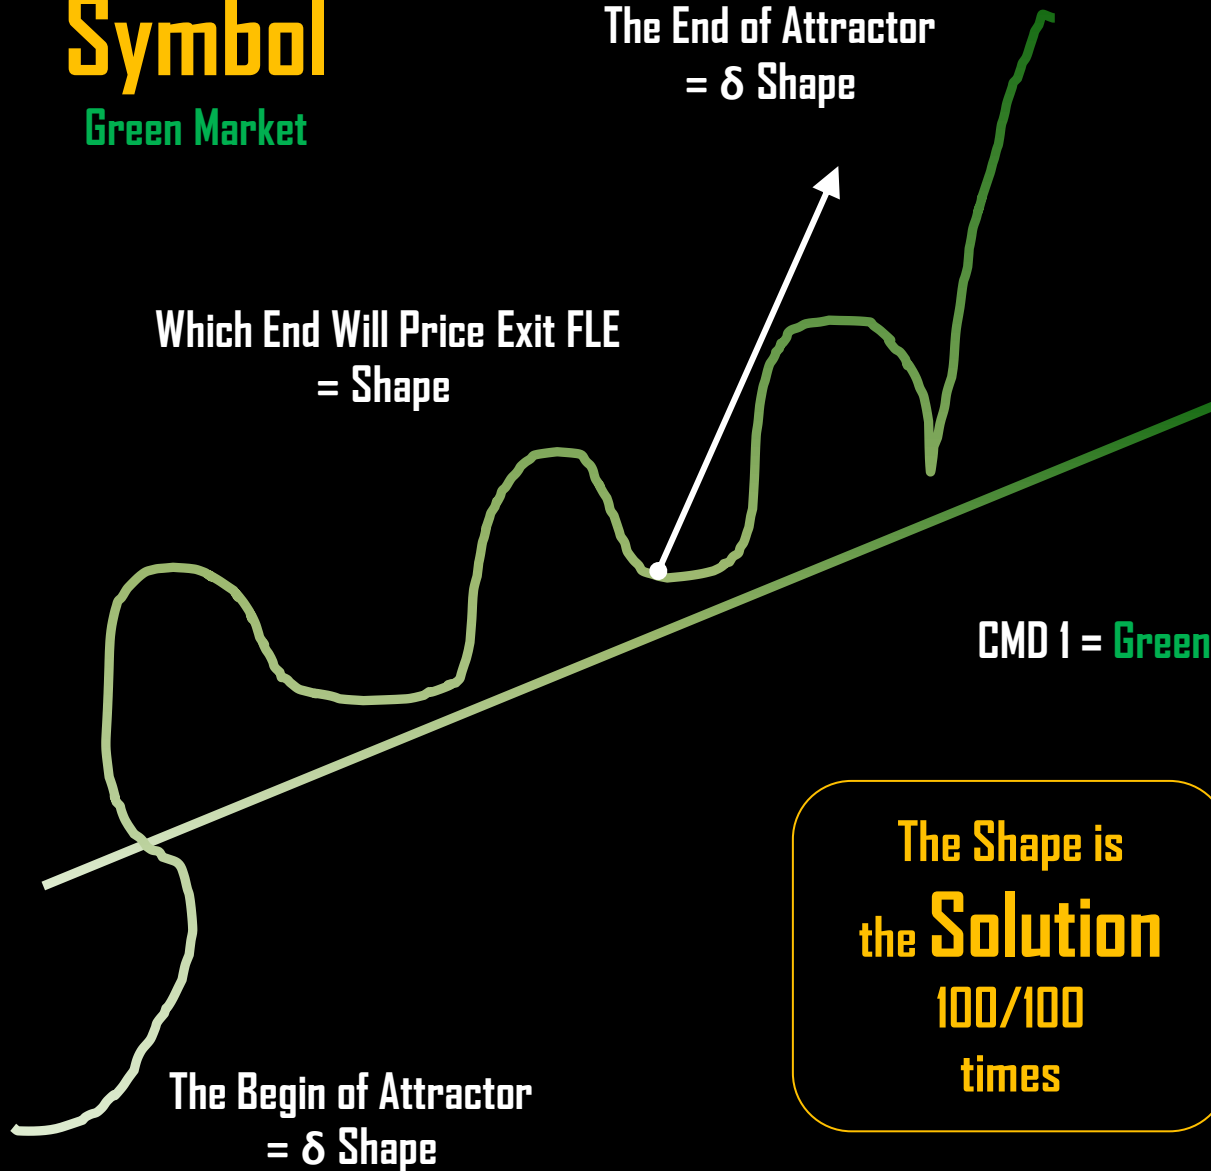 Symbol
Green Market
The End of Attractor
= δ Shape
Which End Will Price Exit FLE
= Shape
CMD 1 = Green
The Shape is
the Solution
100/100
times
The Begin of Attractor
= δ Shape